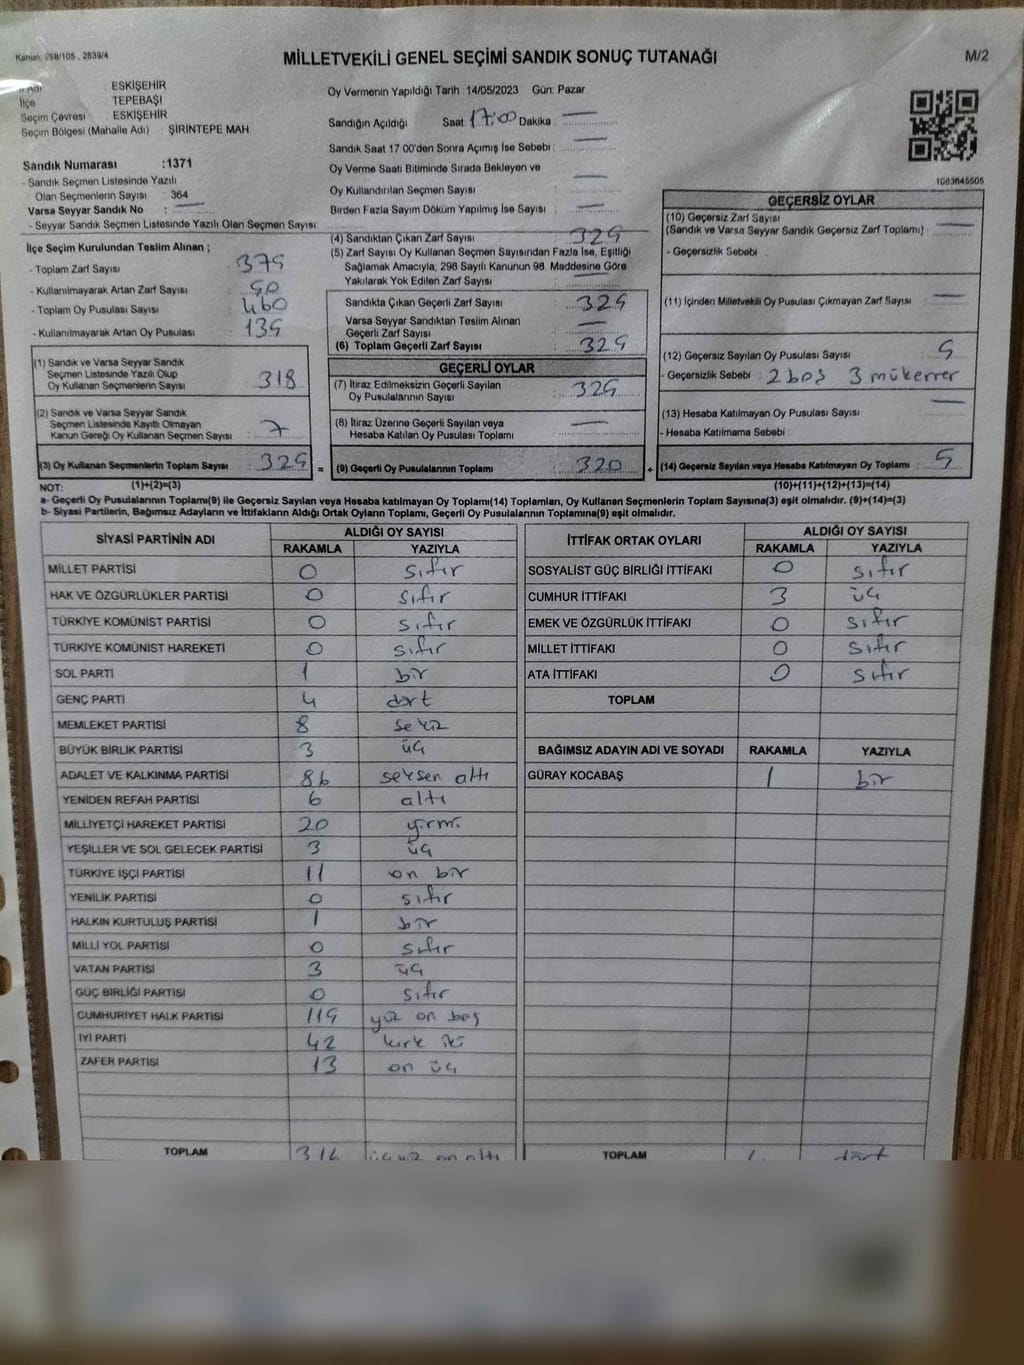 Kanun: 298/105 , 2839/4
MİLLETVEKİLİ GENEL SEÇİMİ SANDIK SONUÇ TUTANAĞI
M/2
İl Adı : ESKİŞEHİR
İlçe : TEPEBAŞI
Seçim Çevresi : ESKİŞEHİR
Seçim Bölgesi (Mahalle Adı) : ŞİRİNTEPE MAH.
Sandık Numarası :1371
- Sandık Seçmen Listesinde Yazılı
Olan Seçmenlerin Sayısı : 364
Varsa Seyyar Sandık No : —
- Seyyar Sandık Seçmen Listesinde Yazılı Olan Seçmen Sayısı:
Oy Vermenin Yapıldığı Tarih :14/05/2023 Gün: Pazar
Sandığın Açıldığı Saat 17:00 Dakika : —
Sandık Saat 17:00'den Sonra Açılmış İse Sebebi : —
Oy Verme Saati Bitiminde Sırada Bekleyen ve
Oy Kullandırılan Seçmen Sayısı : —
Birden Fazla Sayım Döküm Yapılmış İse Sayısı : —
1063645505
İlçe Seçim Kurulundan Teslim Alınan ;
- Toplam Zarf Sayısı : 375
- Kullanılmayarak Artan Zarf Sayısı : 50
- Toplam Oy Pusulası Sayısı : 460
- Kullanılmayarak Artan Oy Pusulası : 135
(1) Sandık ve Varsa Seyyar Sandık
Seçmen Listesinde Yazılı Olup
Oy Kullanan Seçmenlerin Sayısı : 318
(2) Sandık ve Varsa Seyyar Sandık
Seçmen Listesinde Kayıtlı Olmayan
Kanun Gereği Oy Kullanan Seçmen Sayısı : 7
(3) Oy Kullanan Seçmenlerin Toplam Sayısı : 325 =
(1)+(2)=(3)
(4) Sandıktan Çıkan Zarf Sayısı : 325
(5) Zarf Sayısı Oy Kullanan Seçmen Sayısından Fazla İse, Eşitliği
Sağlamak Amacıyla, 298 Sayılı Kanunun 98. Maddesine Göre
Yakılarak Yok Edilen Zarf Sayısı : —
Sandıkta Çıkan Geçerli Zarf Sayısı : 325
Varsa Seyyar Sandıktan Teslim Alınan
Geçerli Zarf Sayısı : —
(6) Toplam Geçerli Zarf Sayısı : 325
GEÇERLİ OYLAR
(7) İtiraz Edilmeksizin Geçerli Sayılan
Oy Pusulalarının Sayısı : 325
(8) İtiraz Üzerine Geçerli Sayılan veya
Hesaba Katılan Oy Pusulası Toplamı : —
(9) Geçerli Oy Pusulalarının Toplamı : 320 +
GEÇERSİZ OYLAR
(10) Geçersiz Zarf Sayısı
(Sandık ve Varsa Seyyar Sandık Geçersiz Zarf Toplamı) : —
- Geçersizlik Sebebi :
(11) İçinden Milletvekili Oy Pusulası Çıkmayan Zarf Sayısı : —
(12) Geçersiz Sayılan Oy Pusulası Sayısı : 5
- Geçersizlik Sebebi : 2 boş 3 mükerrer
(13) Hesaba Katılmayan Oy Pusulası Sayısı : —
- Hesaba Katılmama Sebebi :
(14) Geçersiz Sayılan veya Hesaba Katılmayan Oy Toplamı : 5
(10)+(11)+(12)+(13)=(14)
NOT:
a- Geçerli Oy Pusulalarının Toplamı(9) ile Geçersiz Sayılan veya Hesaba katılmayan Oy Toplamı(14) Toplamları, Oy Kullanan Seçmenlerin Toplam Sayısına(3) eşit olmalıdır. (9)+(14)=(3)
b- Siyasi Partilerin, Bağımsız Adayların ve İttifakların Aldığı Ortak Oyların Toplamı, Geçerli Oy Pusulalarının Toplamına(9) eşit olmalıdır.
SİYASİ PARTİNİN ADI ALDIĞI OY SAYISI
RAKAMLA YAZIYLA
MİLLET PARTİSİ 0 sıfır
HAK VE ÖZGÜRLÜKLER PARTİSİ 0 sıfır
TÜRKİYE KOMÜNİST PARTİSİ 0 sıfır
TÜRKİYE KOMÜNİST HAREKETİ 0 sıfır
SOL PARTİ 1 bir
GENÇ PARTİ 4 dört
MEMLEKET PARTİSİ 8 sekiz
BÜYÜK BİRLİK PARTİSİ 3 üç
ADALET VE KALKINMA PARTİSİ 86 seksen altı
YENİDEN REFAH PARTİSİ 6 altı
MİLLİYETÇİ HAREKET PARTİSİ 20 yirmi
YEŞİLLER VE SOL GELECEK PARTİSİ 3 üç
TÜRKİYE İŞÇİ PARTİSİ 11 on bir
YENİLİK PARTİSİ 0 sıfır
HALKIN KURTULUŞ PARTİSİ 1 bir
MİLLİ YOL PARTİSİ 0 sıfır
VATAN PARTİSİ 3 üç
GÜÇ BİRLİĞİ PARTİSİ 0 sıfır
CUMHURİYET HALK PARTİSİ 115 yüz on beş
İYİ PARTİ 42 kırk iki
ZAFER PARTİSİ 13 on üç
TOPLAM 316 üçyüz on altı
İTTİFAK ORTAK OYLARI ALDIĞI OY SAYISI
RAKAMLA YAZIYLA
SOSYALİST GÜÇ BİRLİĞİ İTTİFAKI 0 sıfır
CUMHUR İTTİFAKI 3 üç
EMEK VE ÖZGÜRLÜK İTTİFAKI 0 sıfır
MİLLET İTTİFAKI 0 sıfır
ATA İTTİFAKI 0 sıfır
TOPLAM
BAĞIMSIZ ADAYIN ADI VE SOYADI RAKAMLA YAZIYLA
GÜRAY KOCABAŞ 1 bir
TOPLAM 4 dört